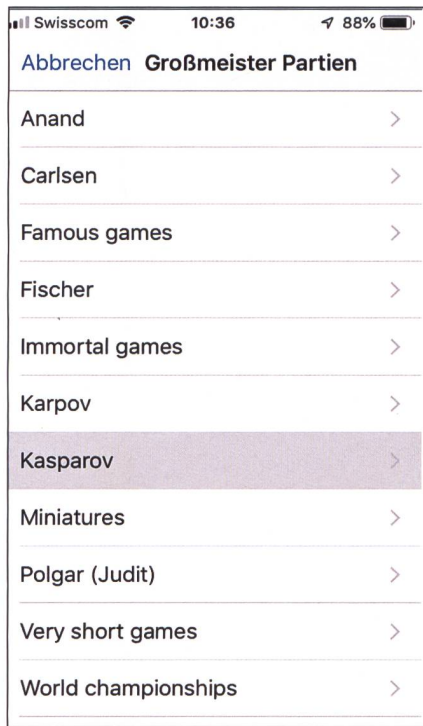 Swisscom 10:36 88%
Abbrechen Großmeister Partien
Anand
Carlsen
Famous games
Fischer
Immortal games
Karpov
Kasparov
Miniatures
Polgar (Judit)
Very short games
World championships